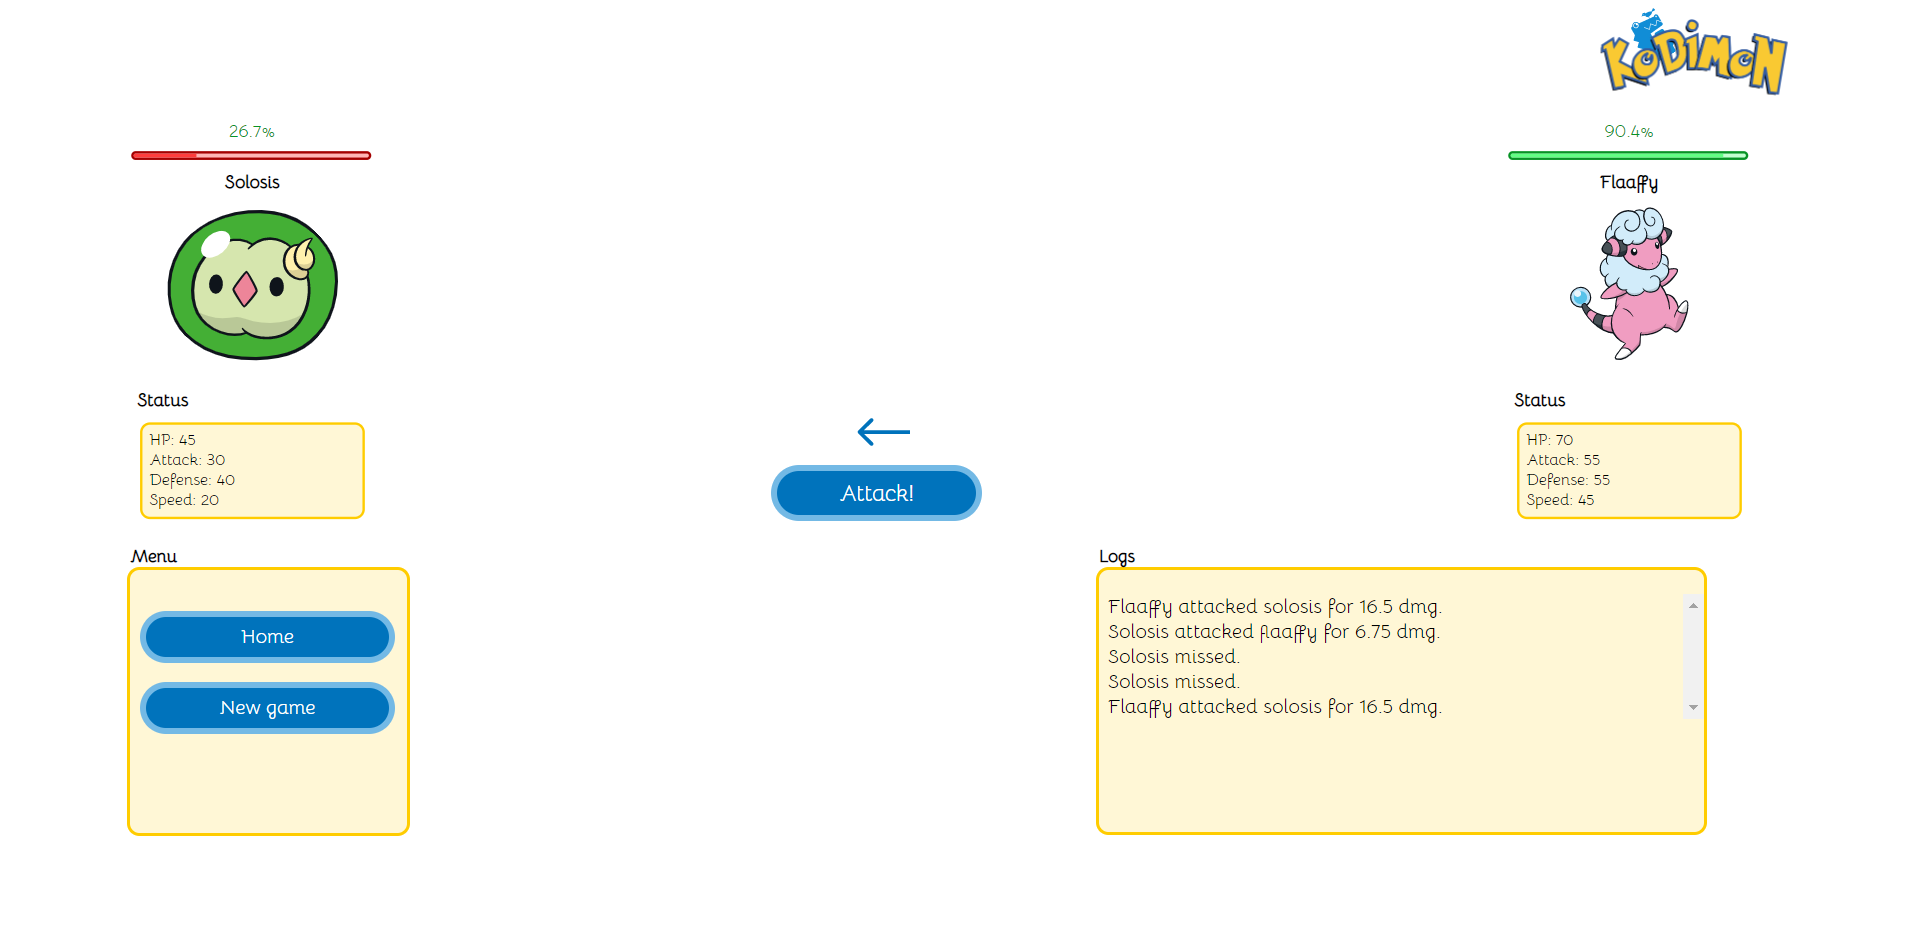 KODiMON
26.7%
90.4%
Solosis
Flaaffy
Status
HP: 45
Attack: 30
Defense: 40
Speed: 20
Status
HP: 70
Attack: 55
Defense: 55
Speed: 45
Attack!
Menu
Home
New game
Logs
Flaaffy attacked solosis for 16.5 dmg.
Solosis attacked flaaffy for 6.75 dmg.
Solosis missed.
Solosis missed.
Flaaffy attacked solosis for 16.5 dmg.